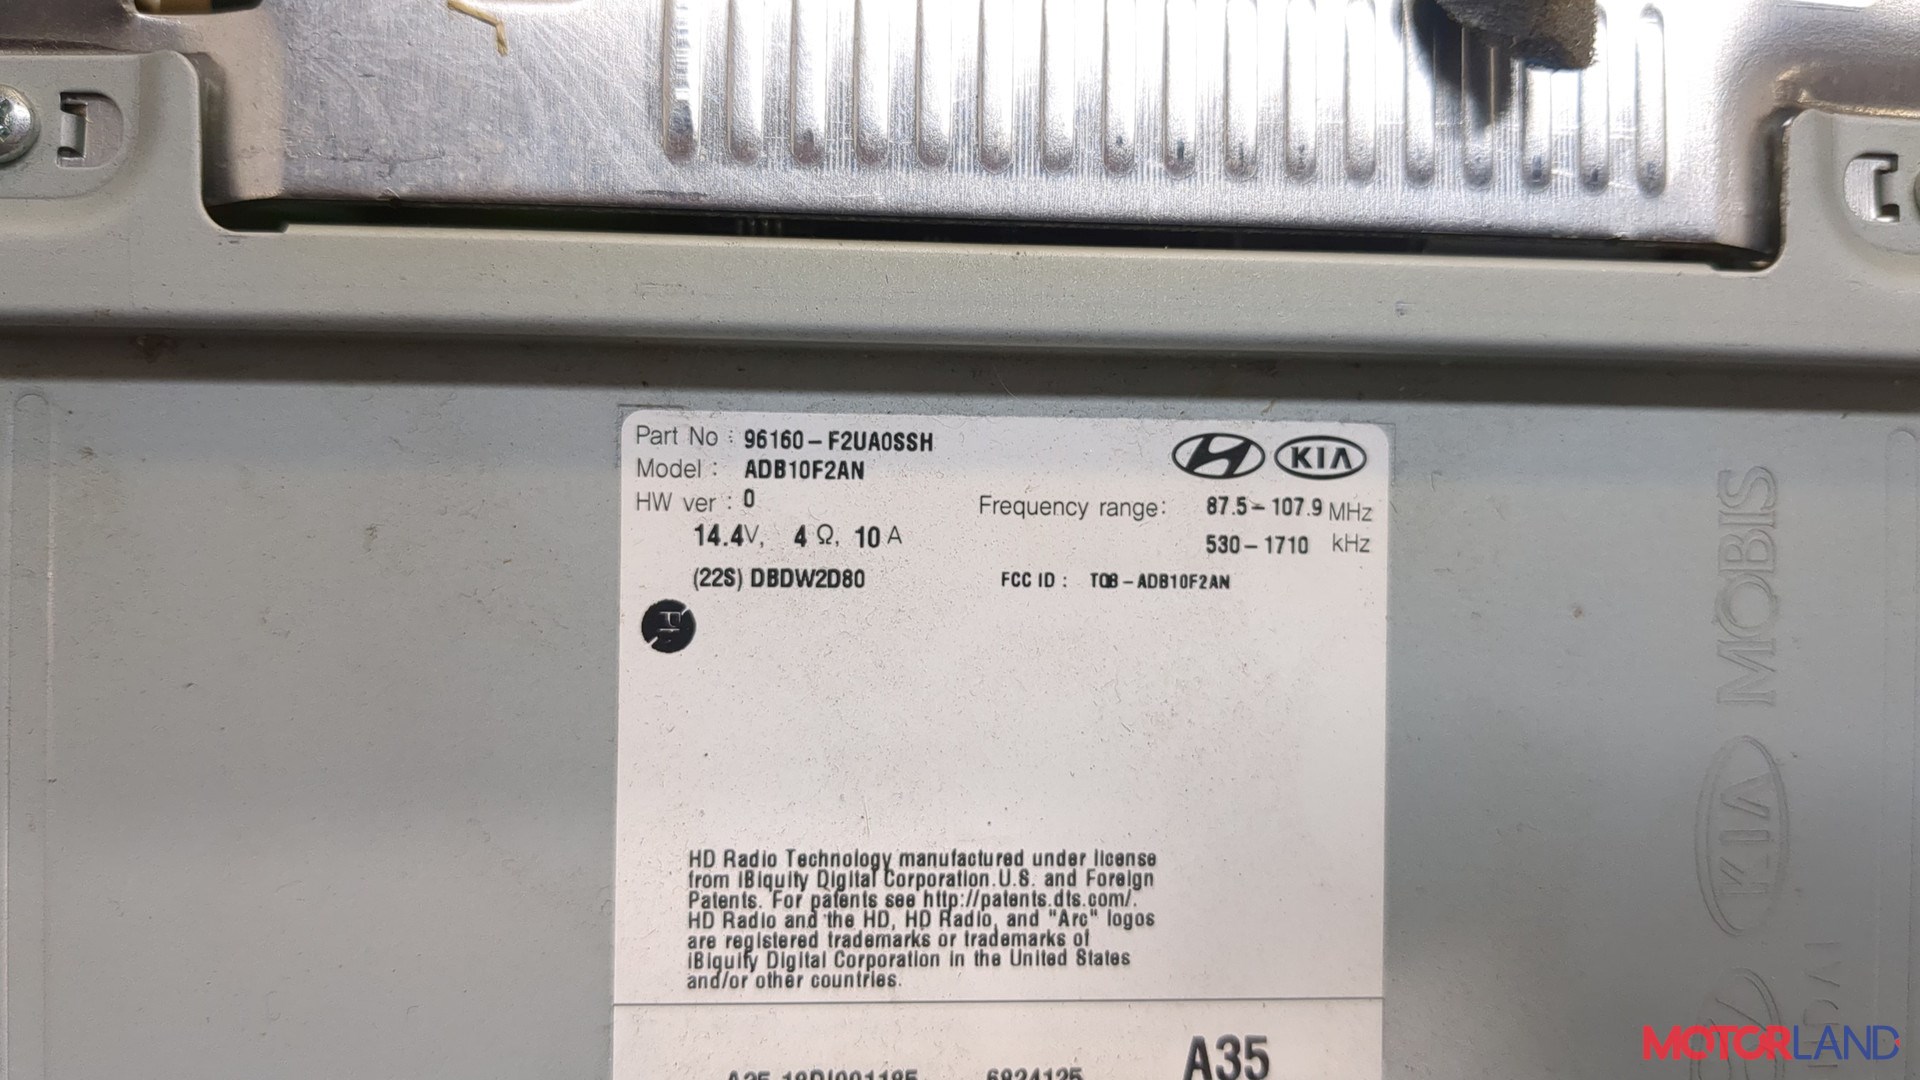 Part No : 96160-F2UA0SSH
Model : ADB10F2AN
HW ver : 0
14.4V, 4 Ω, 10 A
(22S) DBDW2D80
KIA
Frequency range: 87.5-107.9 MHz
530-1710 kHz
FCC ID : TQ8-ADB10F2AN
HD Radio Technology manufactured under license
from iBiquity Digital Corporation.U.S. and Foreign
Patents. For patents see http://patents.dts.com/.
HD Radio and the HD, HD Radio, and "Arc" logos
are registered trademarks or trademarks of
iBiquity Digital Corporation in the United States
and/or other countries.
A35
6824125
MOBIS
KIA
MOTORLAND